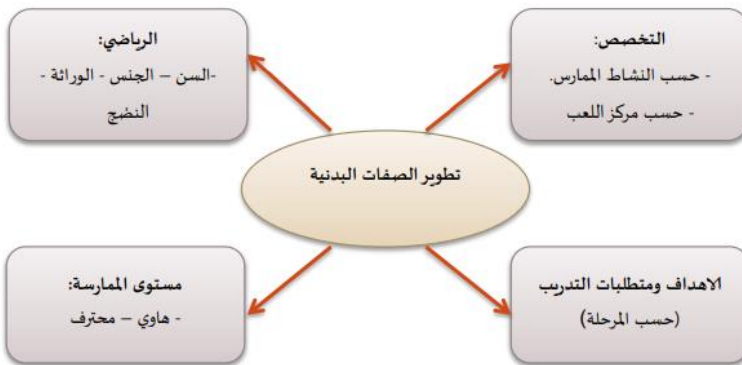 التخصص:
- حسب النشاط الممارس.
- حسب مركز اللعب
الرياضي:
-السن – الجنس - الوراثة -
النضج
تطوير الصفات البدنية
الاهداف ومتطلبات التدريب
(حسب المرحلة)
مستوى الممارسة:
- هاوي – محترف